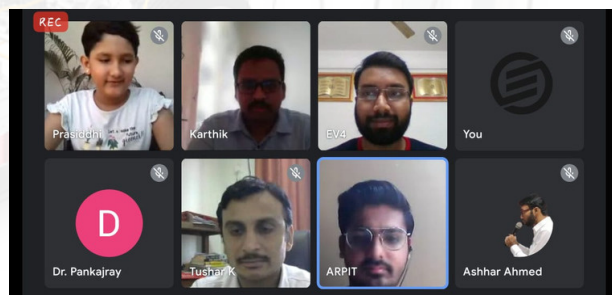 REC
Prasiddhi
Karthik
EV4
You
D
Dr. Pankajray
Tushar K
ARPIT
Ashhar Ahmed